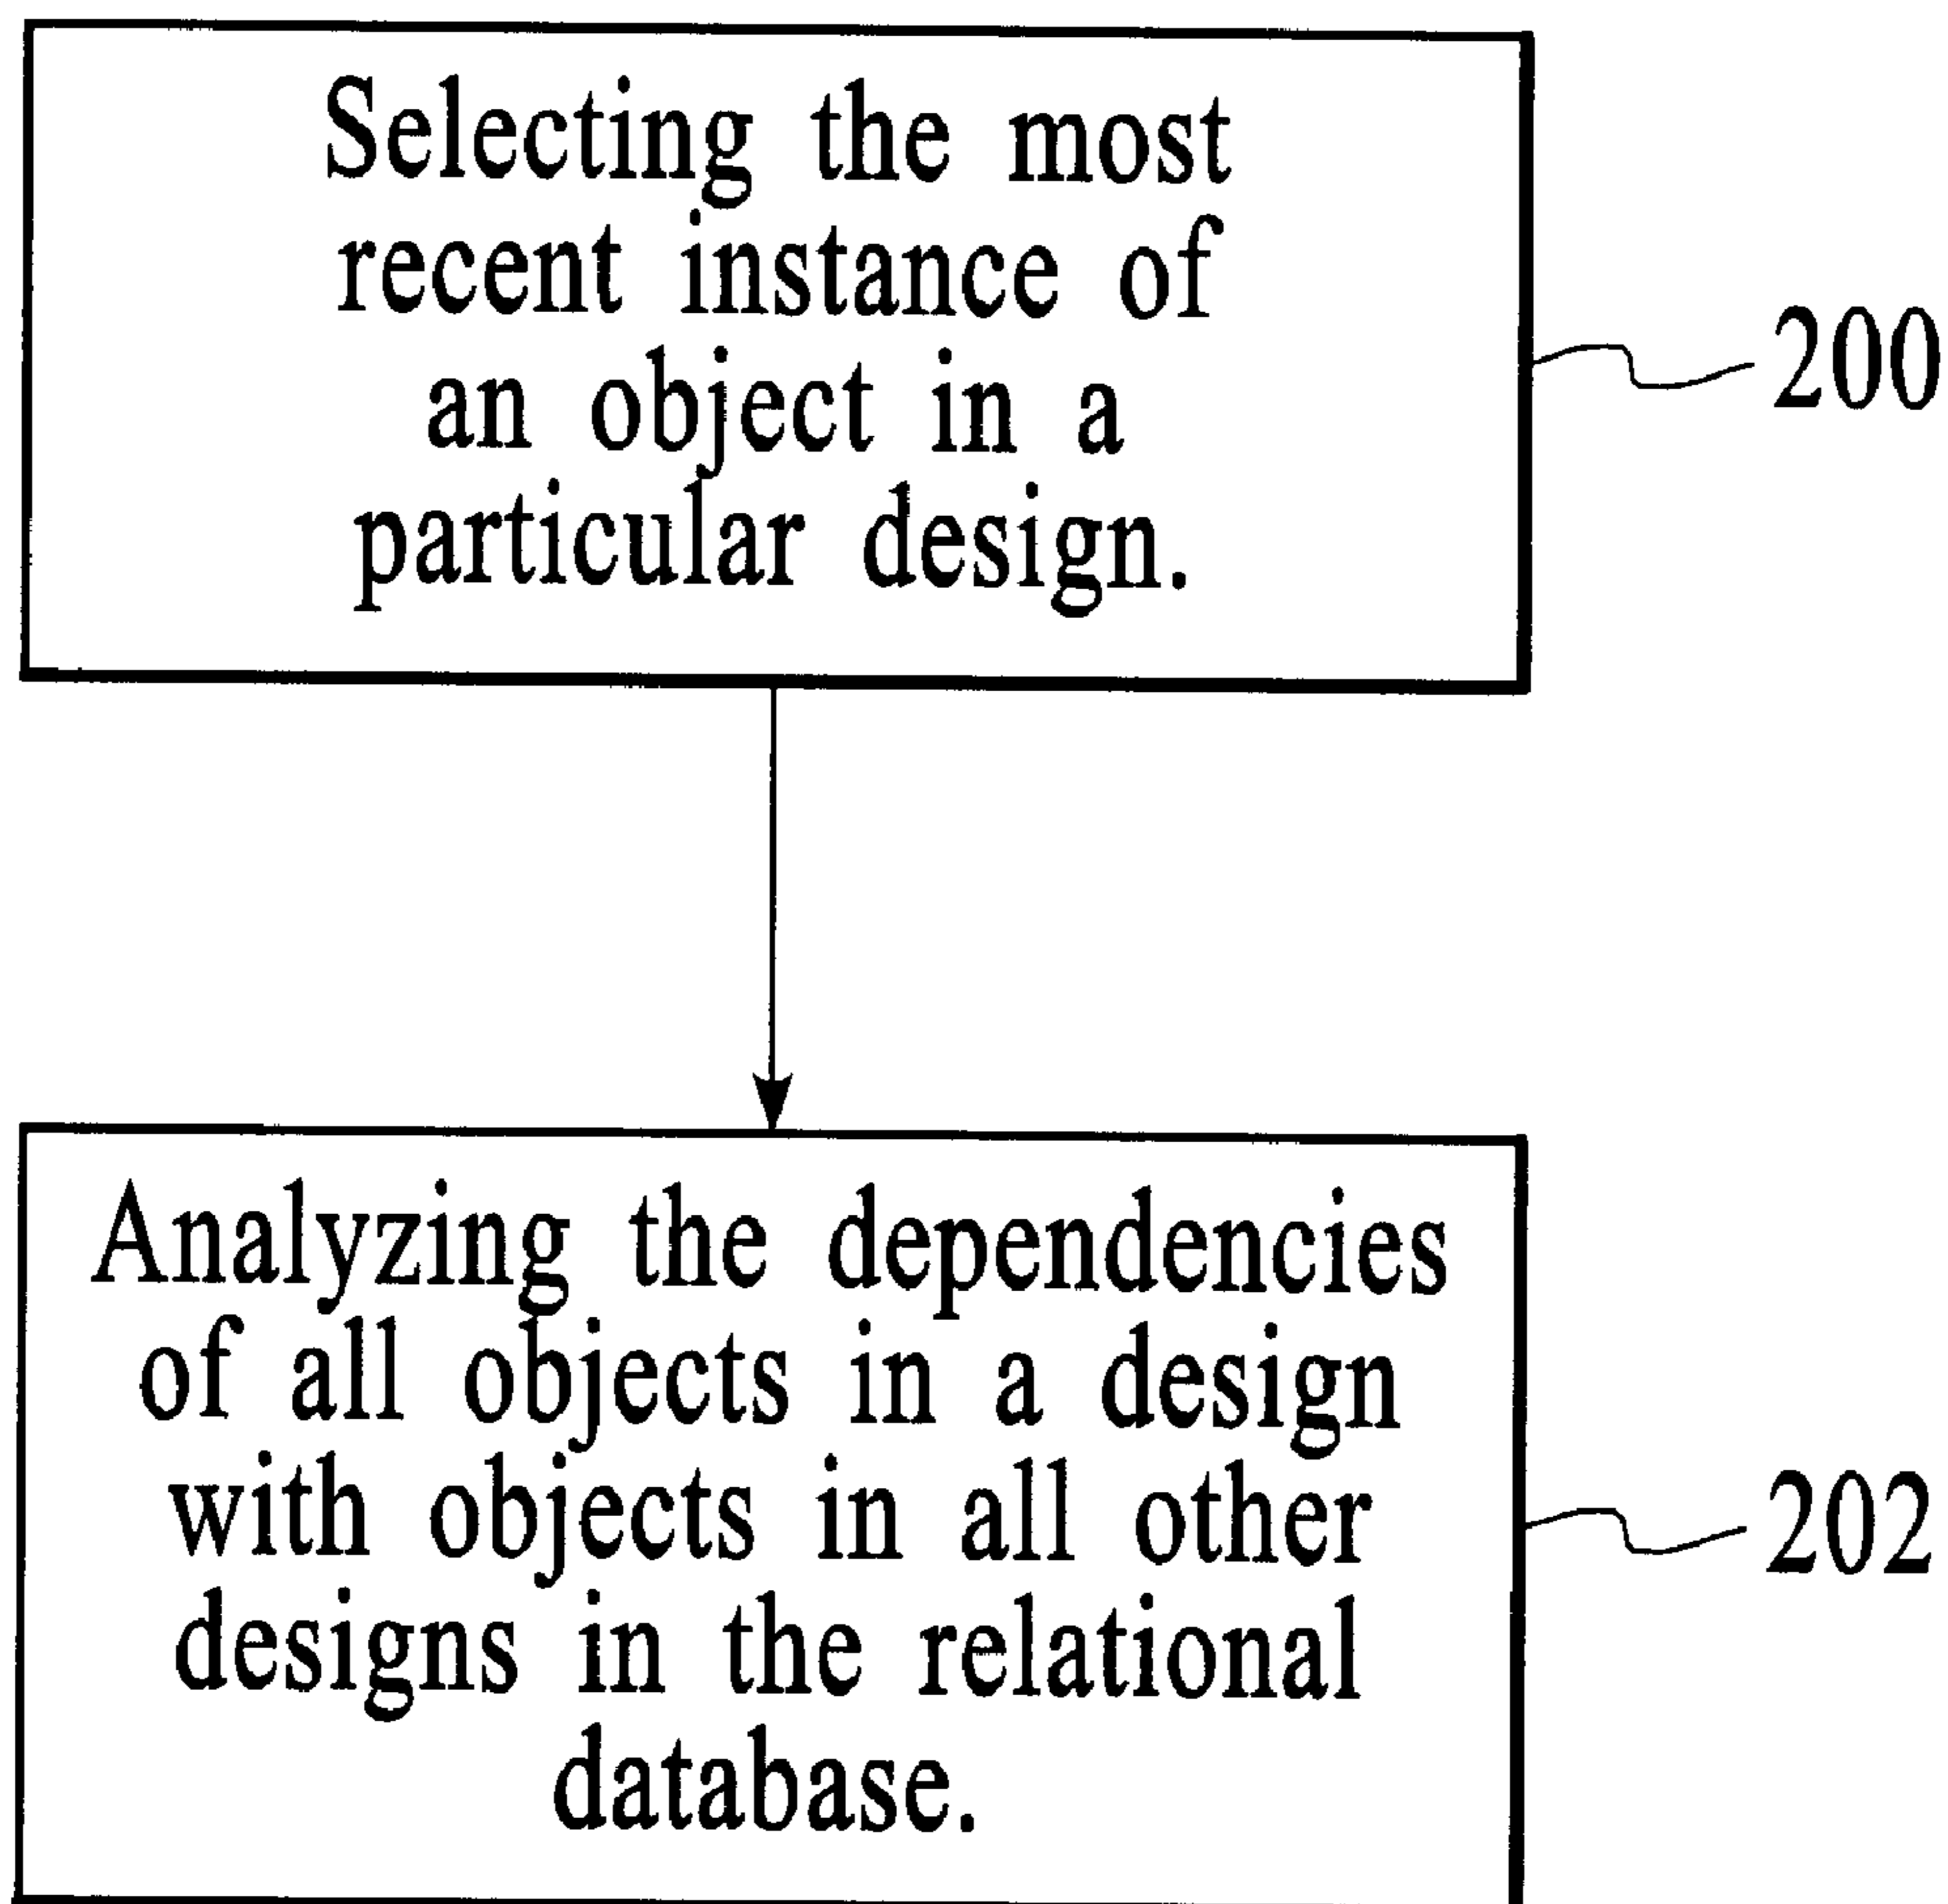 Selecting the most
recent instance of
an object in a
particular design.
200
Analyzing the dependencies
of all objects in a design
with objects in all other
designs in the relational
database.
202